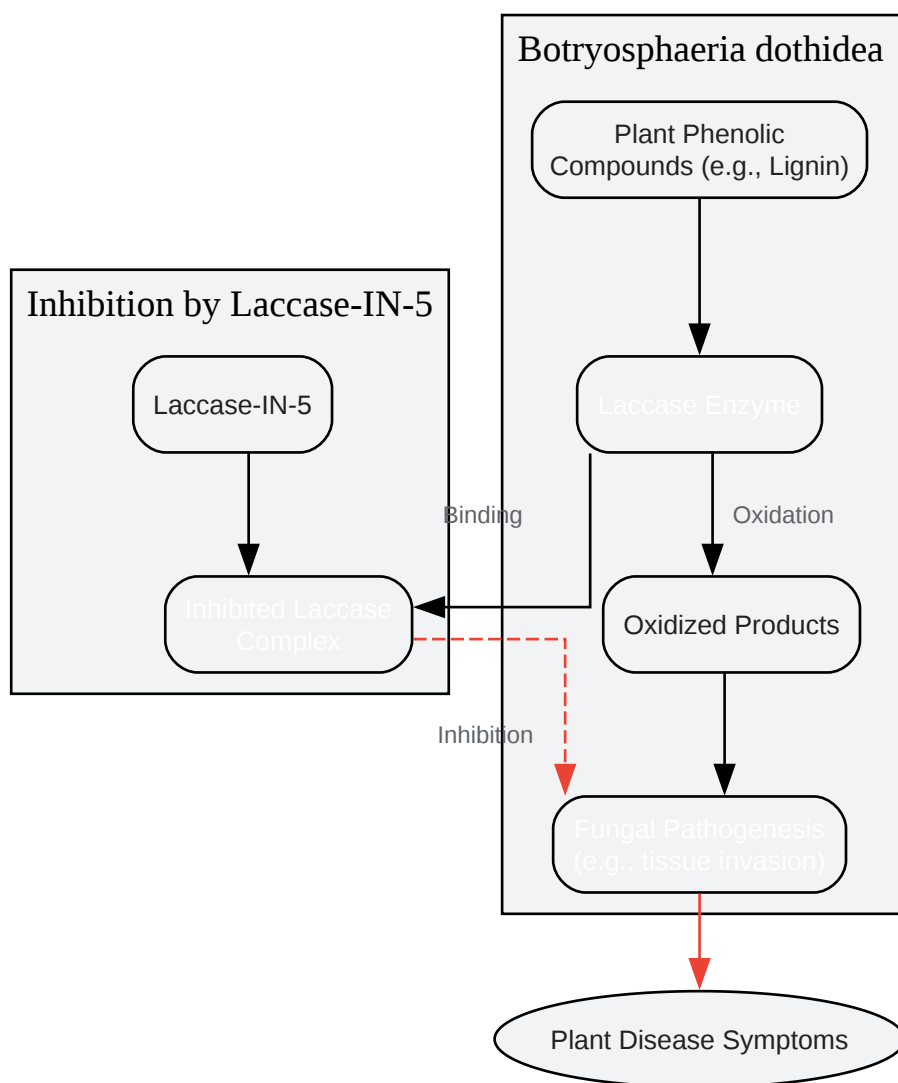 Botryosphaeria dothidea
Plant Phenolic
Compounds (e.g., Lignin)
Inhibition by Laccase-IN-5
Laccase-IN-5
Laccase Enzyme
Binding
Oxidation
Inhibited Laccase
Complex
Oxidized Products
Inhibition
Fungal Pathogenesis
(e.g., tissue invasion)
Plant Disease Symptoms